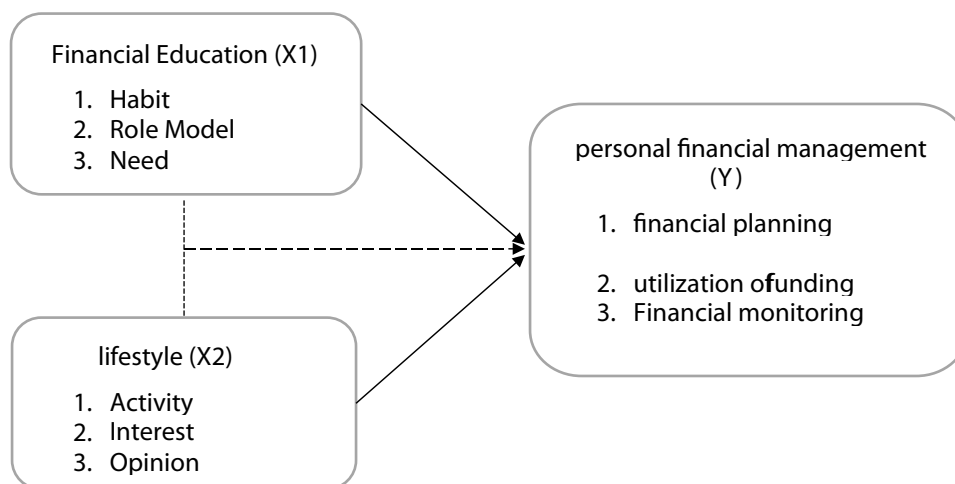 Financial Education (X1)
1. Habit
2. Role Model
3. Need
personal financial management
(Y)
1. financial planning
2. utilization ofunding
3. Financial monitoring
lifestyle (X2)
1. Activity
2. Interest
3. Opinion